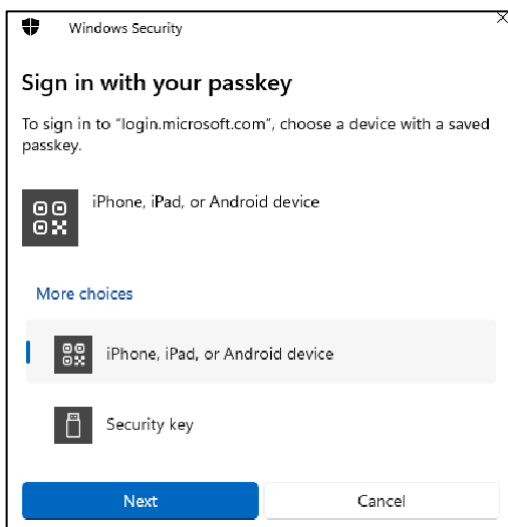 Windows Security
Sign in with your passkey
To sign in to "login.microsoft.com", choose a device with a saved
passkey.
iPhone, iPad, or Android device
More choices
iPhone, iPad, or Android device
Security key
Next
Cancel